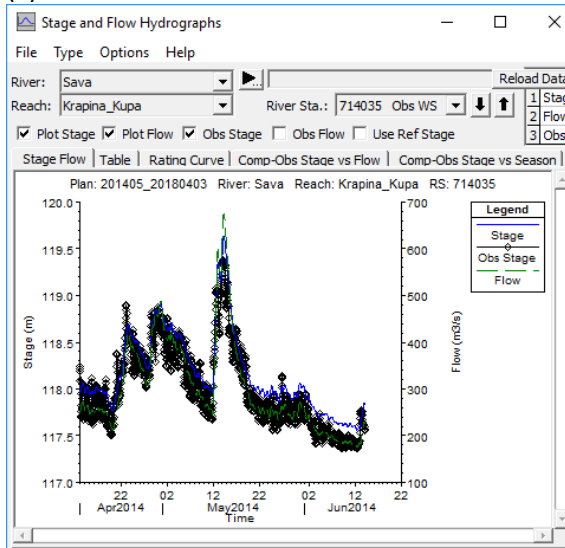 Stage and Flow Hydrographs
File Type Options Help
River: Sava Reload Data
Reach: Krapina_Kupa River Sta.: 714035 Obs WS 1 Stag
Plot Stage Plot Flow Obs Stage Obs Flow Use Ref Stage 2 Flow
3 Obs
Stage Flow Table Rating Curve Comp-Obs Stage vs Flow Comp-Obs Stage vs Season
Plan: 201405_20180403 River: Sava Reach: Krapina_Kupa RS: 714035
120.0 700
119.5 600
119.0 500
118.5 400
118.0 300
117.5 200
117.0 100
Stage (m)
Flow (m3/s)
Legend
Stage
Obs Stage
Flow
22 02 12 22 02 12 22
Apr2014 May2014 Jun2014
Time